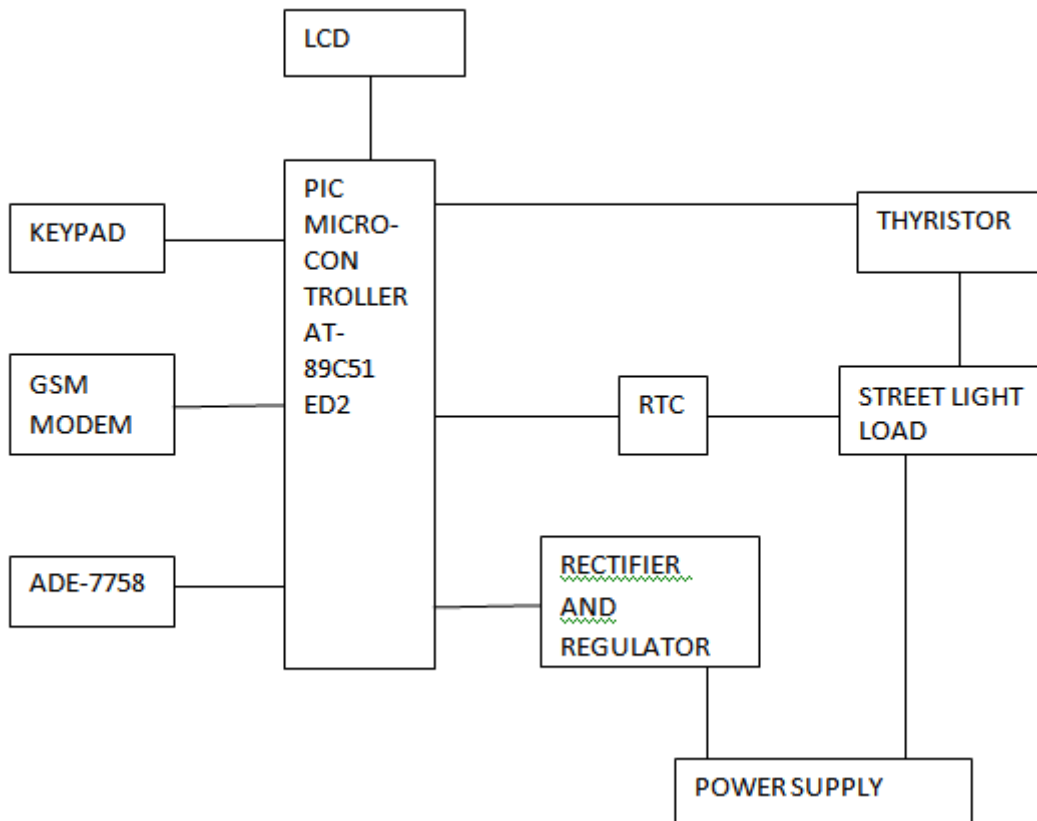 LCD
PIC
MICRO-
CON
TROLLER
AT-
89C51
ED2
KEYPAD
THYRISTOR
GSM
MODEM
RTC
STREET LIGHT
LOAD
ADE-7758
RECTIFIER
AND
REGULATOR
POWER SUPPLY